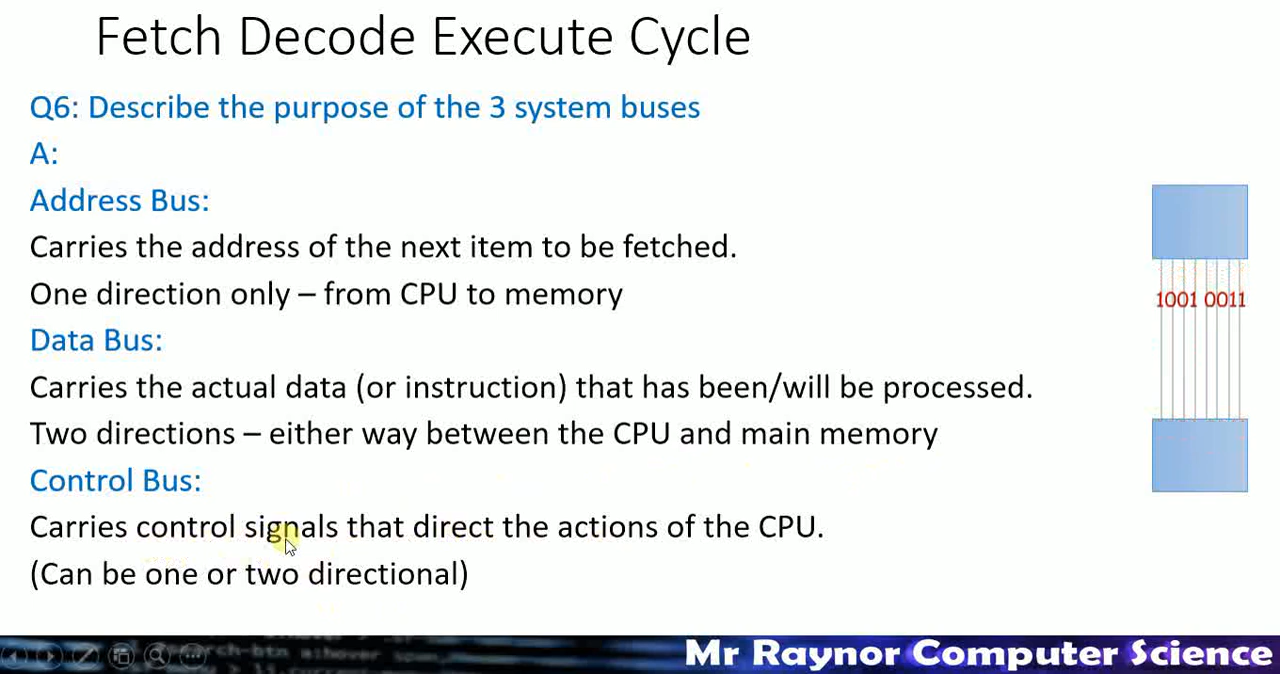 Fetch Decode Execute Cycle
Q6: Describe the purpose of the 3 system buses
A:
Address Bus:
Carries the address of the next item to be fetched.
One direction only – from CPU to memory
Data Bus:
Carries the actual data (or instruction) that has been/will be processed.
Two directions – either way between the CPU and main memory
Control Bus:
Carries control signals that direct the actions of the CPU.
(Can be one or two directional)
1001 0011
Mr Raynor Computer Science